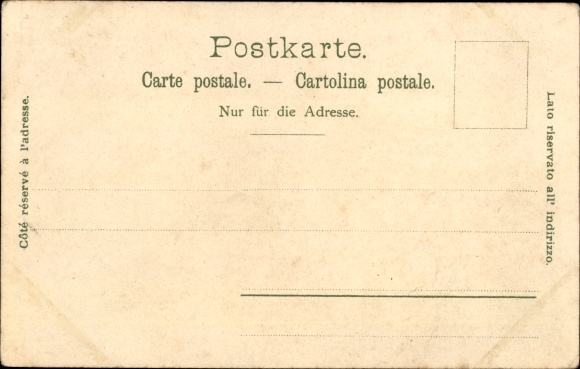 Postkarte.
Carte postale. — Cartolina postale.
Nur für die Adresse.
Côté réservé à l'adresse.
Lato riservato all' indirizzo.